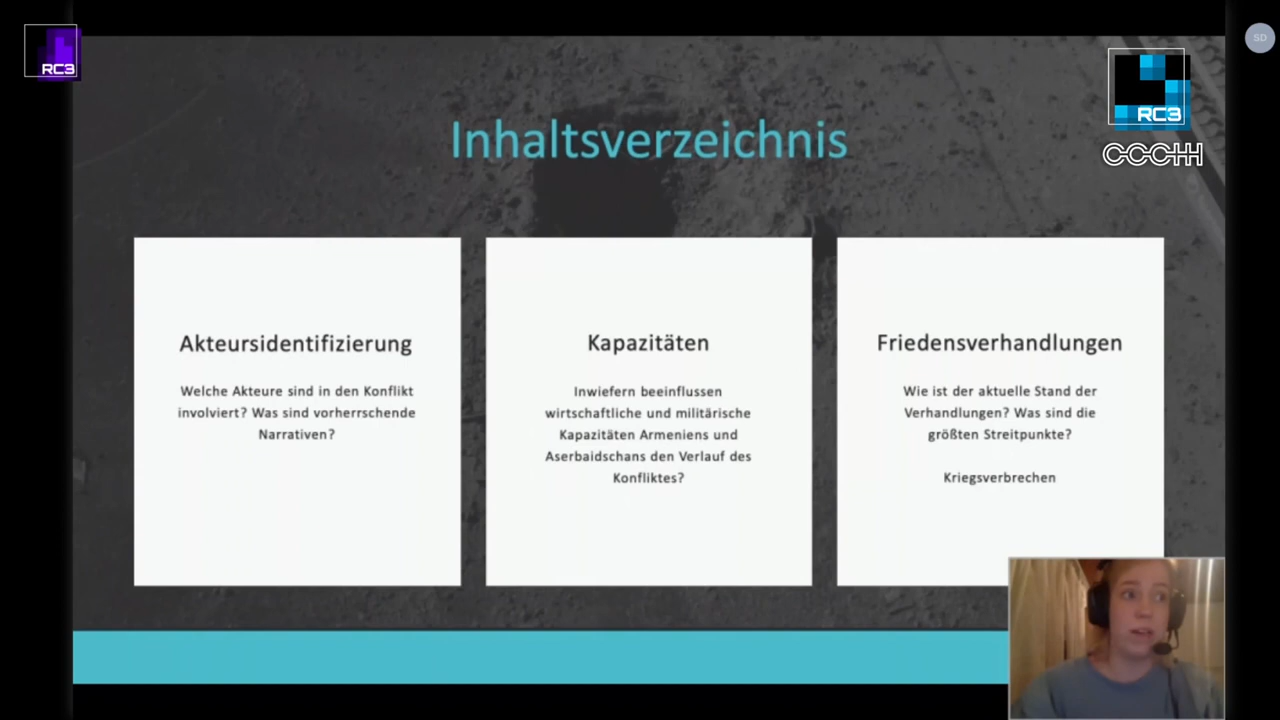 RC3
SD
RC3
CCCHH
Inhaltsverzeichnis
Akteursidentifizierung
Welche Akteure sind in den Konflikt
involviert? Was sind vorherrschende
Narrativen?
Kapazitäten
Inwiefern beeinflussen
wirtschaftliche und militärische
Kapazitäten Armeniens und
Aserbaidschans den Verlauf des
Konfliktes?
Friedensverhandlungen
Wie ist der aktuelle Stand der
Verhandlungen? Was sind die
größten Streitpunkte?
Kriegsverbrechen